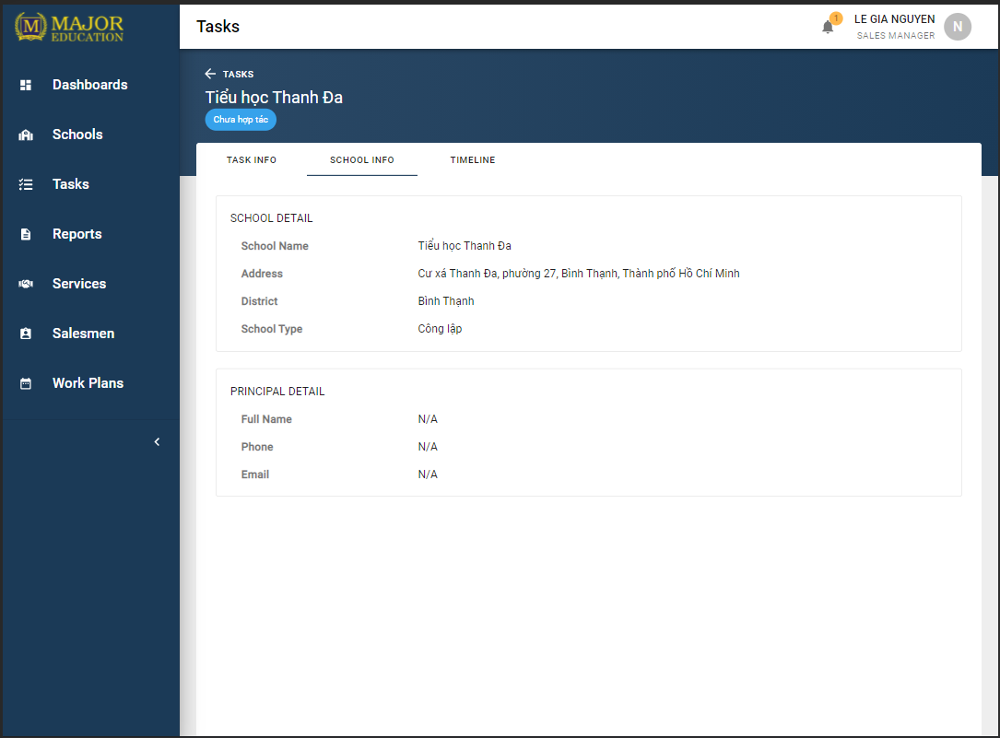 M MAJOR
EDUCATION
Tasks
1
LE GIA NGUYEN
SALES MANAGER
N
Dashboards
Schools
Tasks
Reports
Services
Salesmen
Work Plans
TASKS
Tiểu học Thanh Đa
Chưa hợp tác
TASK INFO SCHOOL INFO TIMELINE
SCHOOL DETAIL
School Name Tiểu học Thanh Đa
Address Cư xá Thanh Đa, phường 27, Bình Thạnh, Thành phố Hồ Chí Minh
District Bình Thạnh
School Type Công lập
PRINCIPAL DETAIL
Full Name N/A
Phone N/A
Email N/A